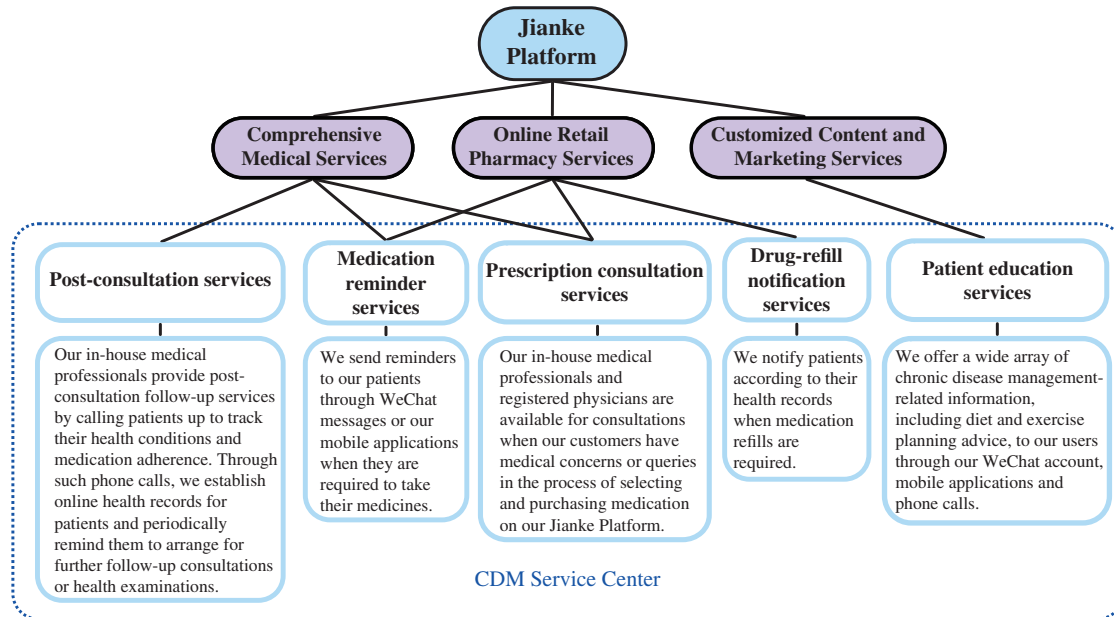 Jianke
Platform
Comprehensive
Medical Services
Online Retail
Pharmacy Services
Customized Content and
Marketing Services
Post-consultation services
Medication
reminder
services
Prescription consultation
services
Drug-refill
notification
services
Patient education
services
Our in-house medical
professionals provide post-
consultation follow-up services
by calling patients up to track
their health conditions and
medication adherence. Through
such phone calls, we establish
online health records for
patients and periodically
remind them to arrange for
further follow-up consultations
or health examinations.
We send reminders
to our patients
through WeChat
messages or our
mobile applications
when they are
required to take
their medicines.
Our in-house medical
professionals and
registered physicians are
available for consultations
when our customers have
medical concerns or queries
in the process of selecting
and purchasing medication
on our Jianke Platform.
We notify patients
according to their
health records
when medication
refills are
required.
We offer a wide array of
chronic disease management-
related information,
including diet and exercise
planning advice, to our users
through our WeChat account,
mobile applications and
phone calls.
CDM Service Center